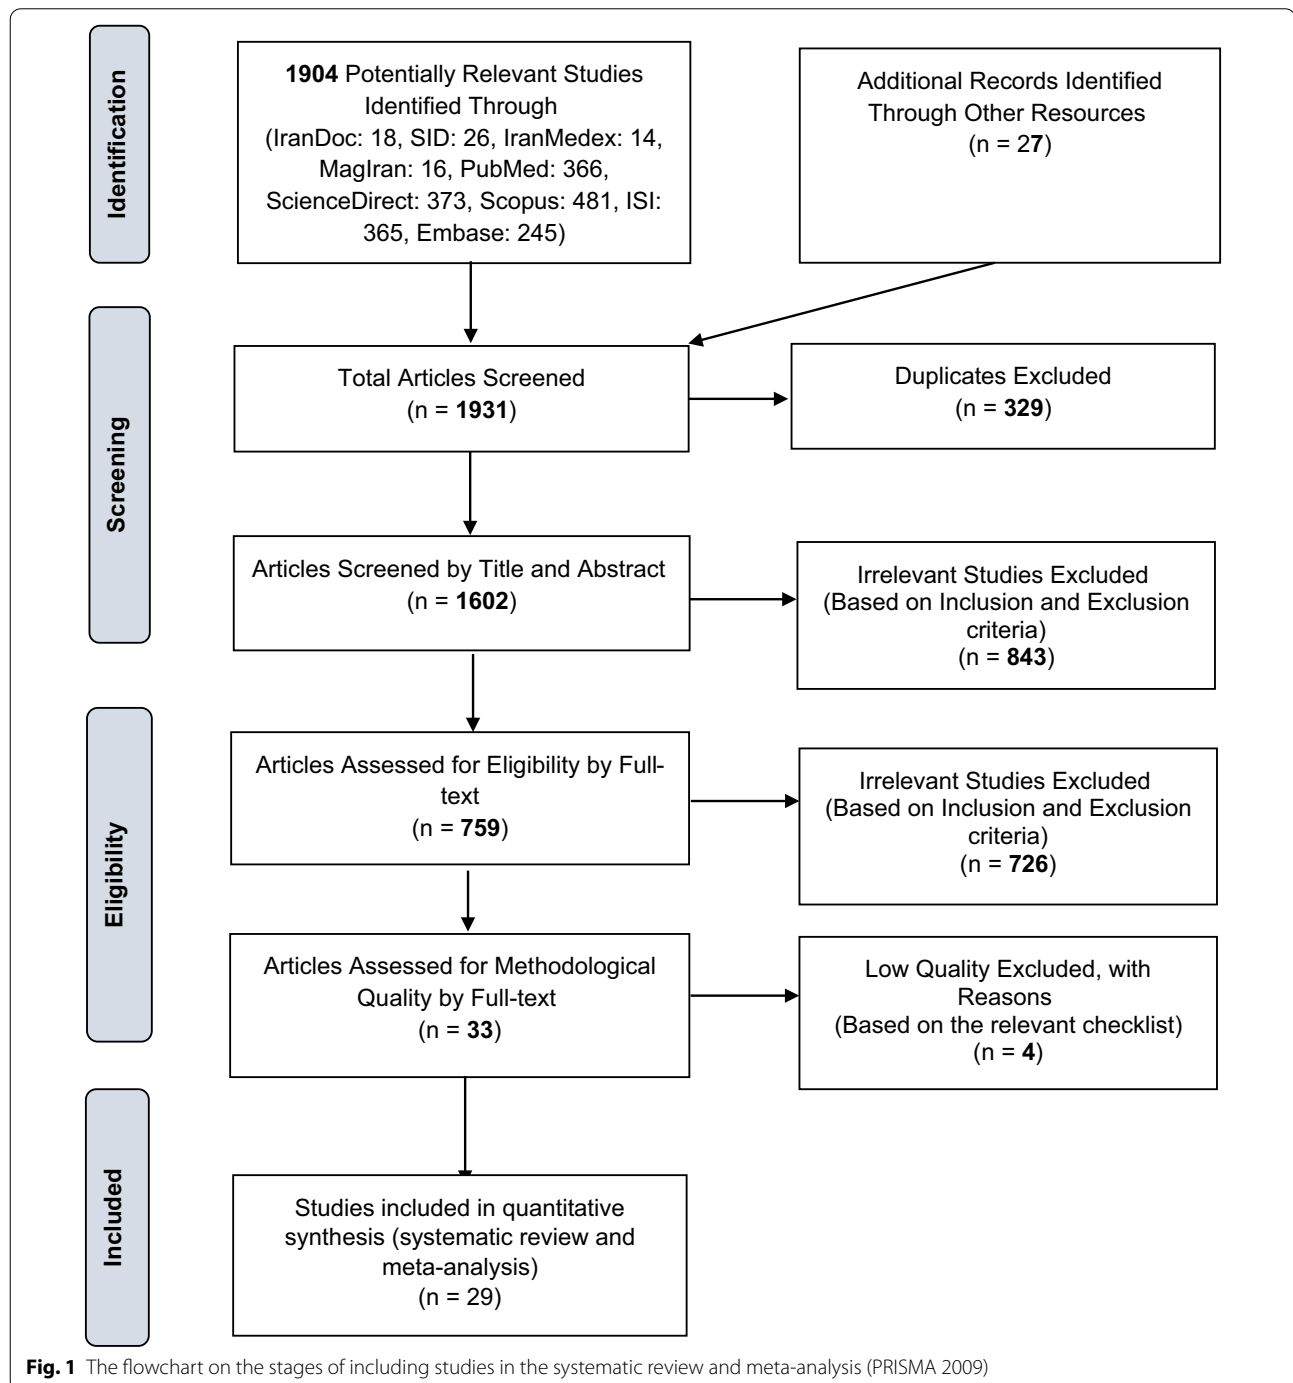 Identification
1904 Potentially Relevant Studies
Identified Through
(IranDoc: 18, SID: 26, IranMedex: 14,
MagIran: 16, PubMed: 366,
ScienceDirect: 373, Scopus: 481, ISI:
365, Embase: 245)
Additional Records Identified
Through Other Resources
(n = 27)
Screening
Total Articles Screened
(n = 1931)
Duplicates Excluded
(n = 329)
Articles Screened by Title and Abstract
(n = 1602)
Irrelevant Studies Excluded
(Based on Inclusion and Exclusion
criteria)
(n = 843)
Eligibility
Articles Assessed for Eligibility by Full-
text
(n = 759)
Irrelevant Studies Excluded
(Based on Inclusion and Exclusion
criteria)
(n = 726)
Articles Assessed for Methodological
Quality by Full-text
(n = 33)
Low Quality Excluded, with
Reasons
(Based on the relevant checklist)
(n = 4)
Included
Studies included in quantitative
synthesis (systematic review and
meta-analysis)
(n = 29)
Fig. 1 The flowchart on the stages of including studies in the systematic review and meta-analysis (PRISMA 2009)